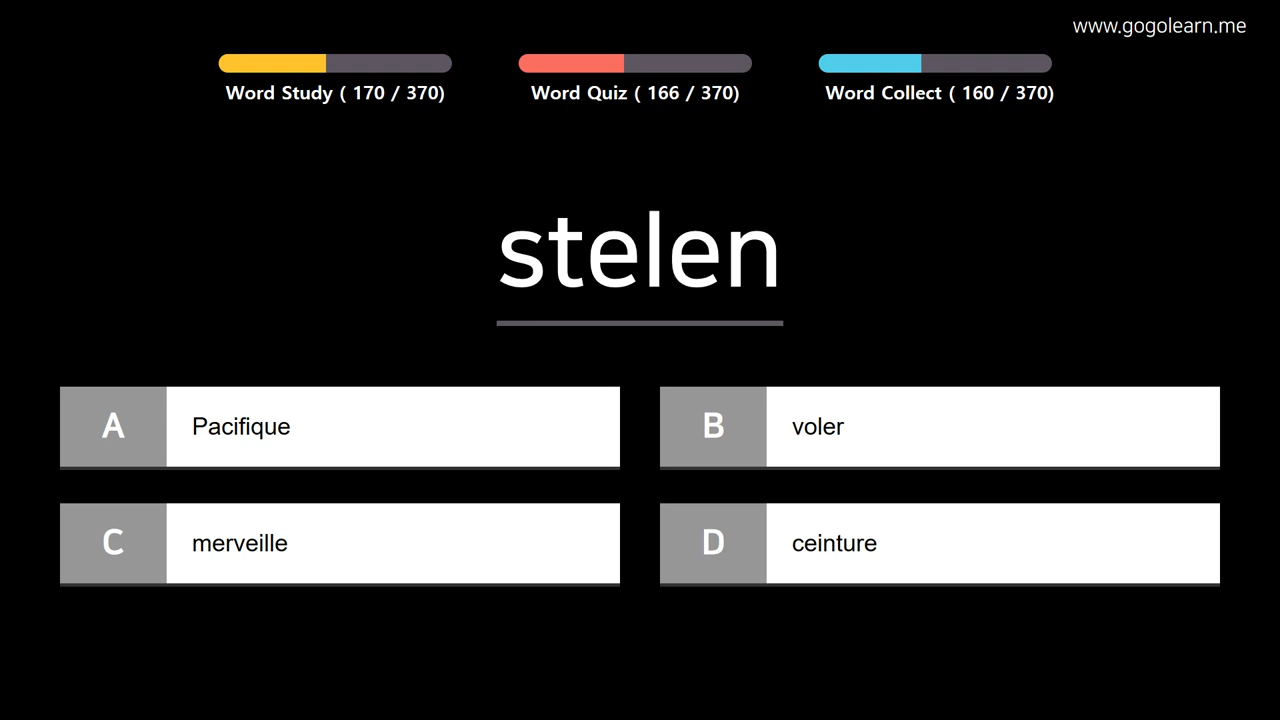 www.gogolearn.me
Word Study ( 170 / 370)
Word Quiz ( 166 / 370)
Word Collect ( 160 / 370)
stelen
A Pacifique
B voler
C merveille
D ceinture